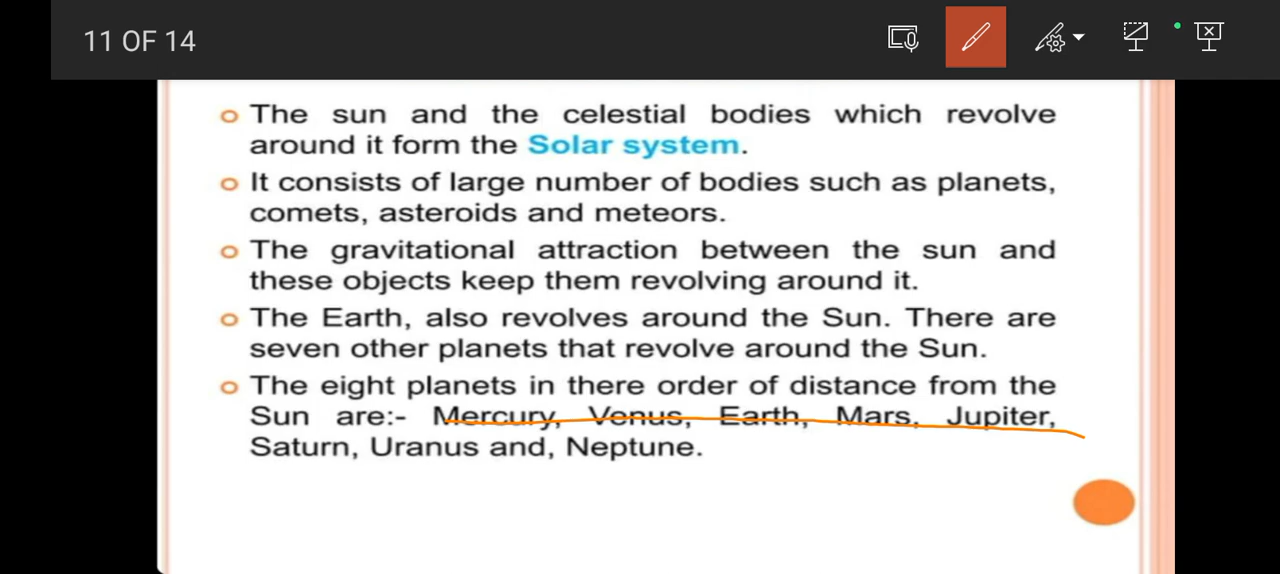 11 OF 14
The sun and the celestial bodies which revolve
around it form the Solar system.
It consists of large number of bodies such as planets,
comets, asteroids and meteors.
The gravitational attraction between the sun and
these objects keep them revolving around it.
The Earth, also revolves around the Sun. There are
seven other planets that revolve around the Sun.
The eight planets in there order of distance from the
Sun are:- Mercury, Venus, Earth, Mars, Jupiter,
Saturn, Uranus and, Neptune.